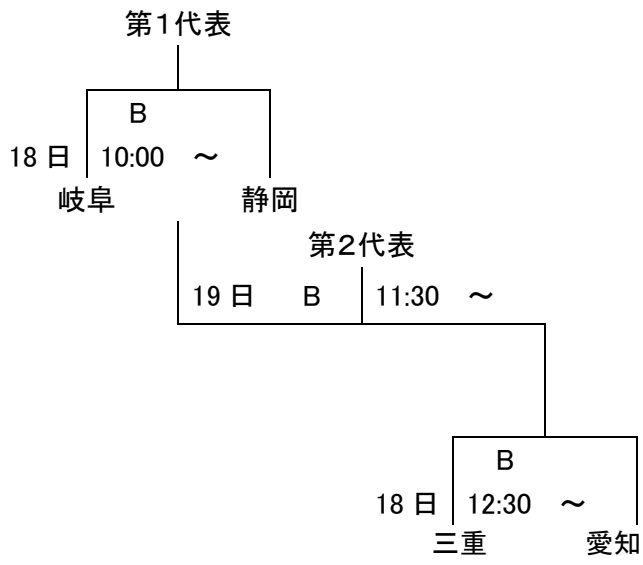 第1代表
B
18日 10:00 ～
岐阜 静岡
第2代表
19日 B 11:30 ～
B
18日 12:30 ～
三重 愛知